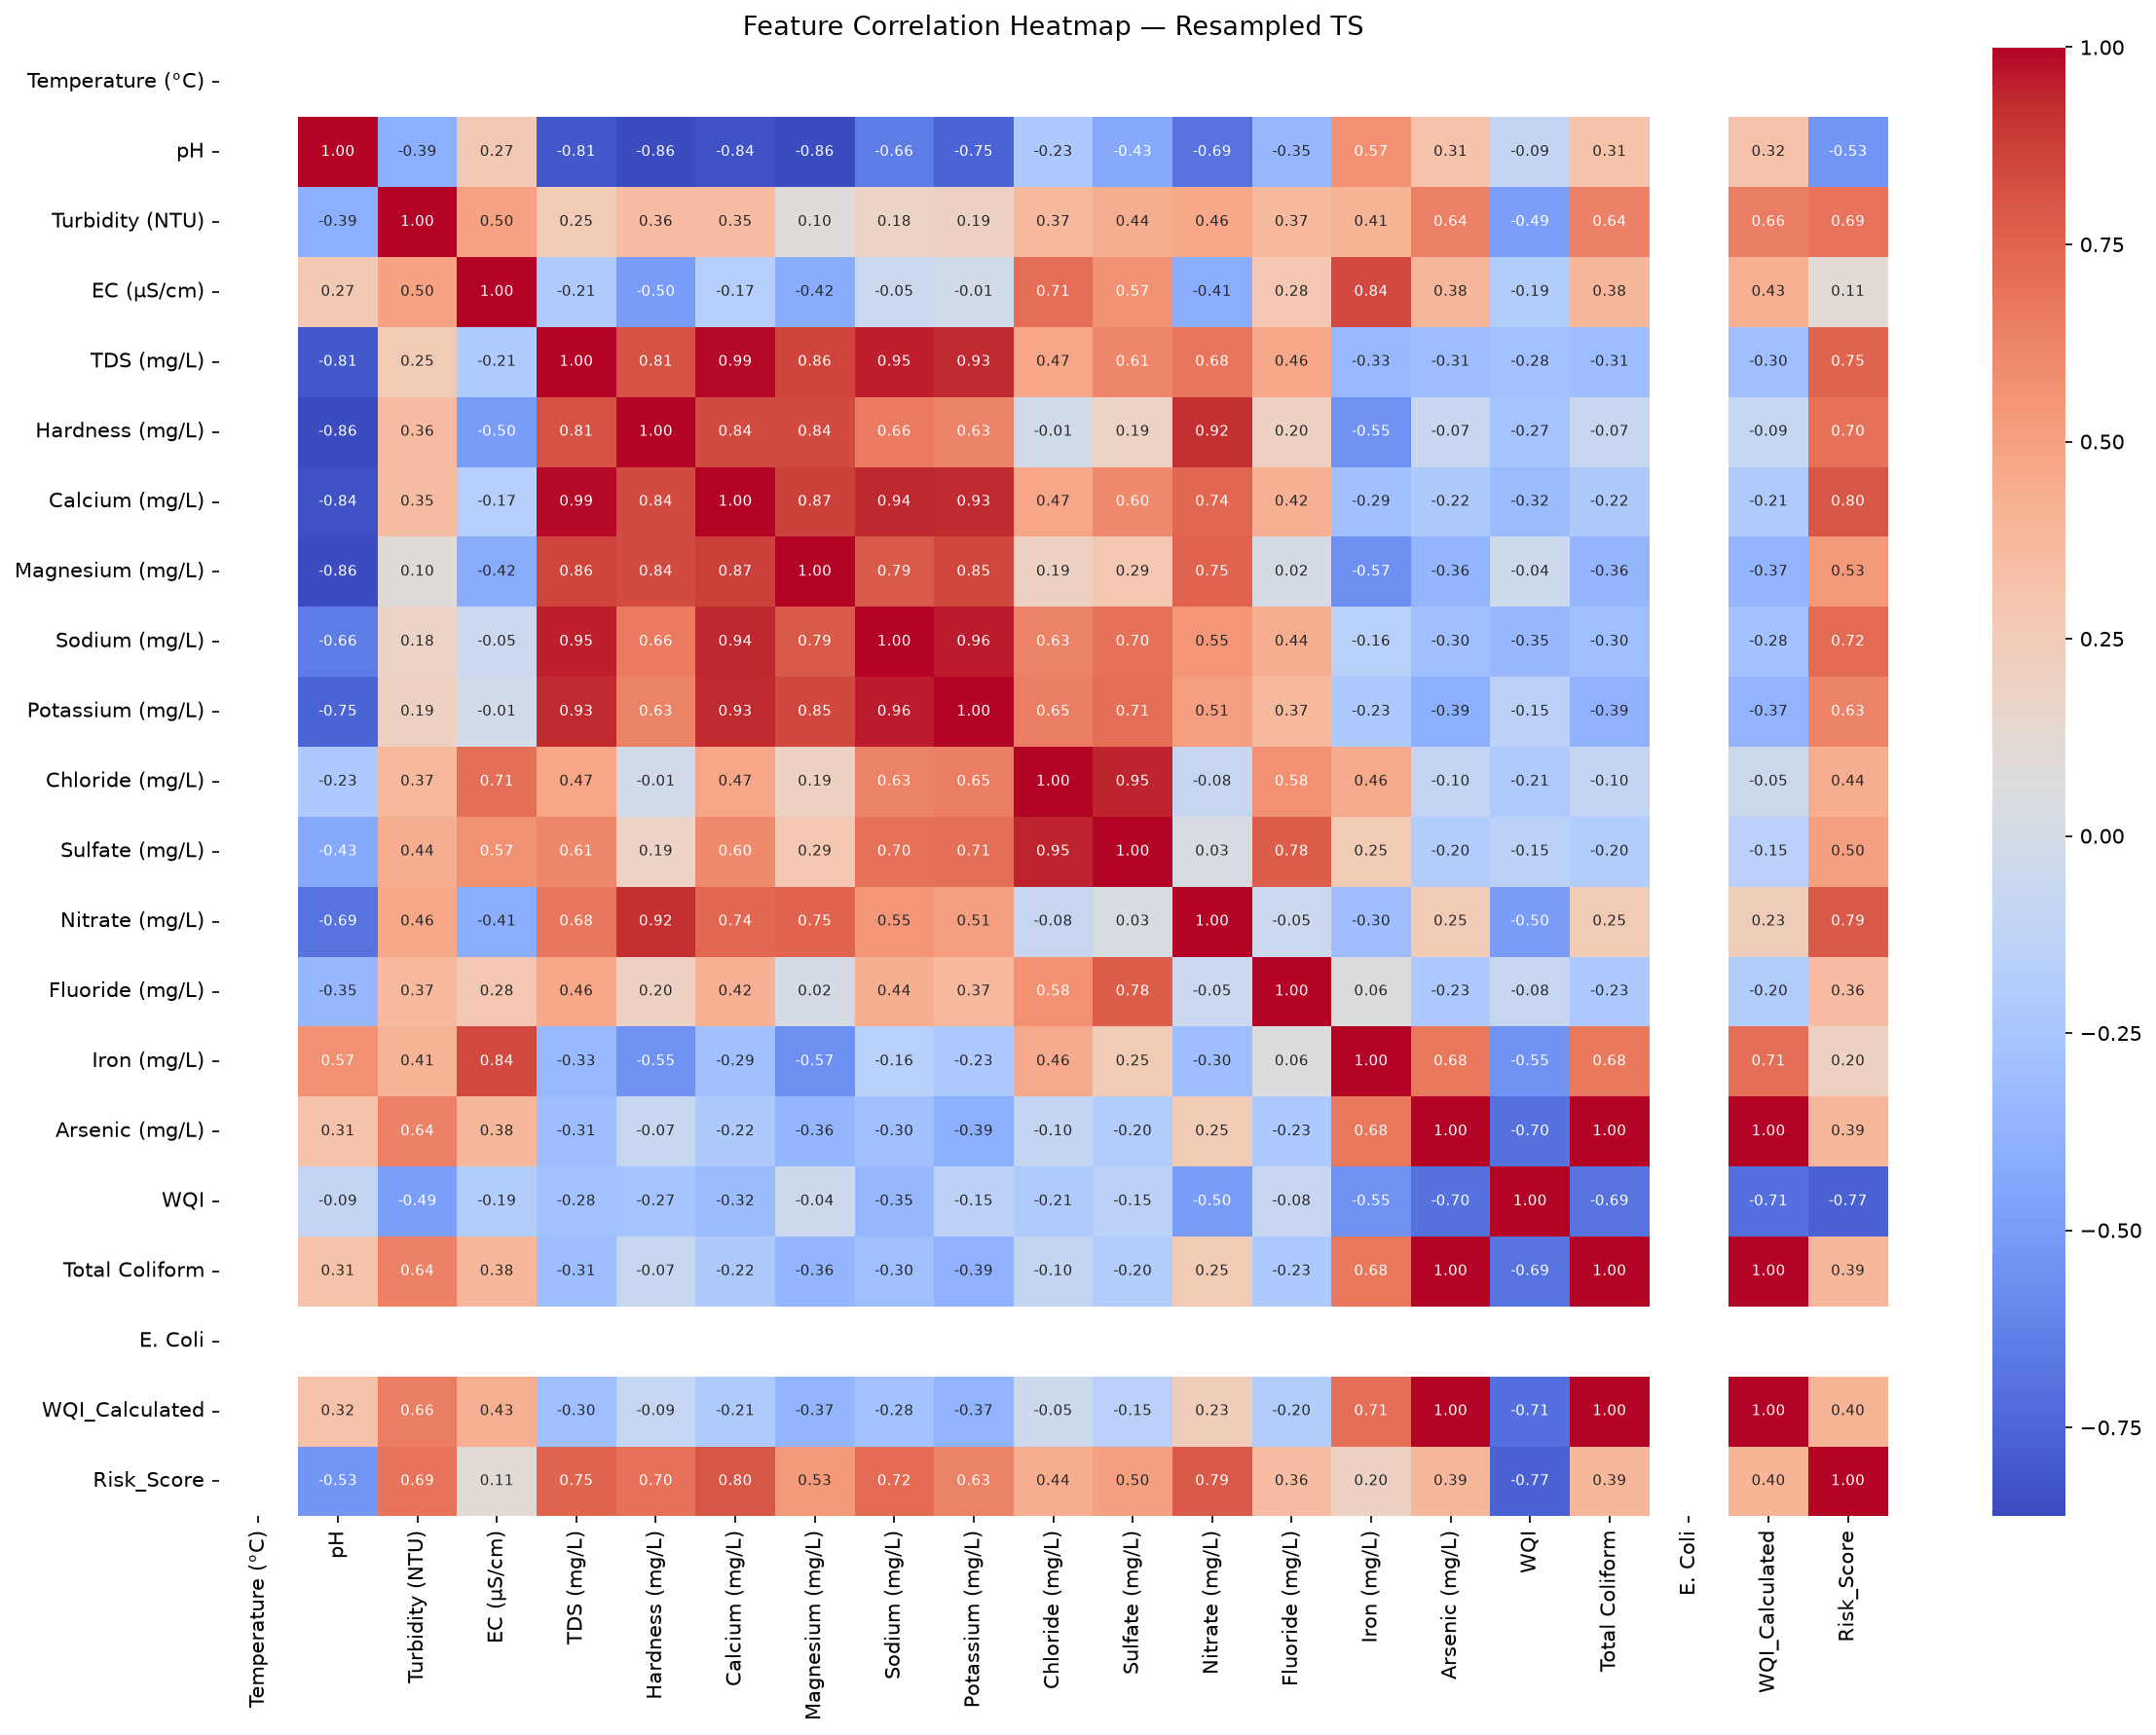 Feature Correlation Heatmap — Resampled TS
Temperature (°C)
pH 1.00 -0.39 0.27 -0.81 -0.86 -0.84 -0.86 -0.66 -0.75 -0.23 -0.43 -0.69 -0.35 0.57 0.31 -0.09 0.31 0.32 -0.53
Turbidity (NTU) -0.39 1.00 0.50 0.25 0.36 0.35 0.10 0.18 0.19 0.37 0.44 0.46 0.37 0.41 0.64 -0.49 0.64 0.66 0.69
EC (µS/cm) 0.27 0.50 1.00 -0.21 -0.50 -0.17 -0.42 -0.05 -0.01 0.71 0.57 -0.41 0.28 0.84 0.38 -0.19 0.38 0.43 0.11
TDS (mg/L) -0.81 0.25 -0.21 1.00 0.81 0.99 0.86 0.95 0.93 0.47 0.61 0.68 0.46 -0.33 -0.31 -0.28 -0.31 -0.30 0.75
Hardness (mg/L) -0.86 0.36 -0.50 0.81 1.00 0.84 0.84 0.66 0.63 -0.01 0.19 0.92 0.20 -0.55 -0.07 -0.27 -0.07 -0.09 0.70
Calcium (mg/L) -0.84 0.35 -0.17 0.99 0.84 1.00 0.87 0.94 0.93 0.47 0.60 0.74 0.42 -0.29 -0.22 -0.32 -0.22 -0.21 0.80
Magnesium (mg/L) -0.86 0.10 -0.42 0.86 0.84 0.87 1.00 0.79 0.85 0.19 0.29 0.75 0.02 -0.57 -0.36 -0.04 -0.36 -0.37 0.53
Sodium (mg/L) -0.66 0.18 -0.05 0.95 0.66 0.94 0.79 1.00 0.96 0.63 0.70 0.55 0.44 -0.16 -0.30 -0.35 -0.30 -0.28 0.72
Potassium (mg/L) -0.75 0.19 -0.01 0.93 0.63 0.93 0.85 0.96 1.00 0.65 0.71 0.51 0.37 -0.23 -0.39 -0.15 -0.39 -0.37 0.63
Chloride (mg/L) -0.23 0.37 0.71 0.47 -0.01 0.47 0.19 0.63 0.65 1.00 0.95 -0.08 0.58 0.46 -0.10 -0.21 -0.10 -0.05 0.44
Sulfate (mg/L) -0.43 0.44 0.57 0.61 0.19 0.60 0.29 0.70 0.71 0.95 1.00 0.03 0.78 0.25 -0.20 -0.15 -0.20 -0.15 0.50
Nitrate (mg/L) -0.69 0.46 -0.41 0.68 0.92 0.74 0.75 0.55 0.51 -0.08 0.03 1.00 -0.05 -0.30 0.25 -0.50 0.25 0.23 0.79
Fluoride (mg/L) -0.35 0.37 0.28 0.46 0.20 0.42 0.02 0.44 0.37 0.58 0.78 -0.05 1.00 0.06 -0.23 -0.08 -0.23 -0.20 0.36
Iron (mg/L) 0.57 0.41 0.84 -0.33 -0.55 -0.29 -0.57 -0.16 -0.23 0.46 0.25 -0.30 0.06 1.00 0.68 -0.55 0.68 0.71 0.20
Arsenic (mg/L) 0.31 0.64 0.38 -0.31 -0.07 -0.22 -0.36 -0.30 -0.39 -0.10 -0.20 0.25 -0.23 0.68 1.00 -0.70 1.00 1.00 0.39
WQI -0.09 -0.49 -0.19 -0.28 -0.27 -0.32 -0.04 -0.35 -0.15 -0.21 -0.15 -0.50 -0.08 -0.55 -0.70 1.00 -0.69 -0.71 -0.77
Total Coliform 0.31 0.64 0.38 -0.31 -0.07 -0.22 -0.36 -0.30 -0.39 -0.10 -0.20 0.25 -0.23 0.68 1.00 -0.69 1.00 1.00 0.39
E. Coli
WQI_Calculated 0.32 0.66 0.43 -0.30 -0.09 -0.21 -0.37 -0.28 -0.37 -0.05 -0.15 0.23 -0.20 0.71 1.00 -0.71 1.00 1.00 0.40
Risk_Score -0.53 0.69 0.11 0.75 0.70 0.80 0.53 0.72 0.63 0.44 0.50 0.79 0.36 0.20 0.39 -0.77 0.39 0.40 1.00
Temperature (°C)
pH
Turbidity (NTU)
EC (µS/cm)
TDS (mg/L)
Hardness (mg/L)
Calcium (mg/L)
Magnesium (mg/L)
Sodium (mg/L)
Potassium (mg/L)
Chloride (mg/L)
Sulfate (mg/L)
Nitrate (mg/L)
Fluoride (mg/L)
Iron (mg/L)
Arsenic (mg/L)
WQI
Total Coliform
E. Coli
WQI_Calculated
Risk_Score
1.00
0.75
0.50
0.25
0.00
−0.25
−0.50
−0.75